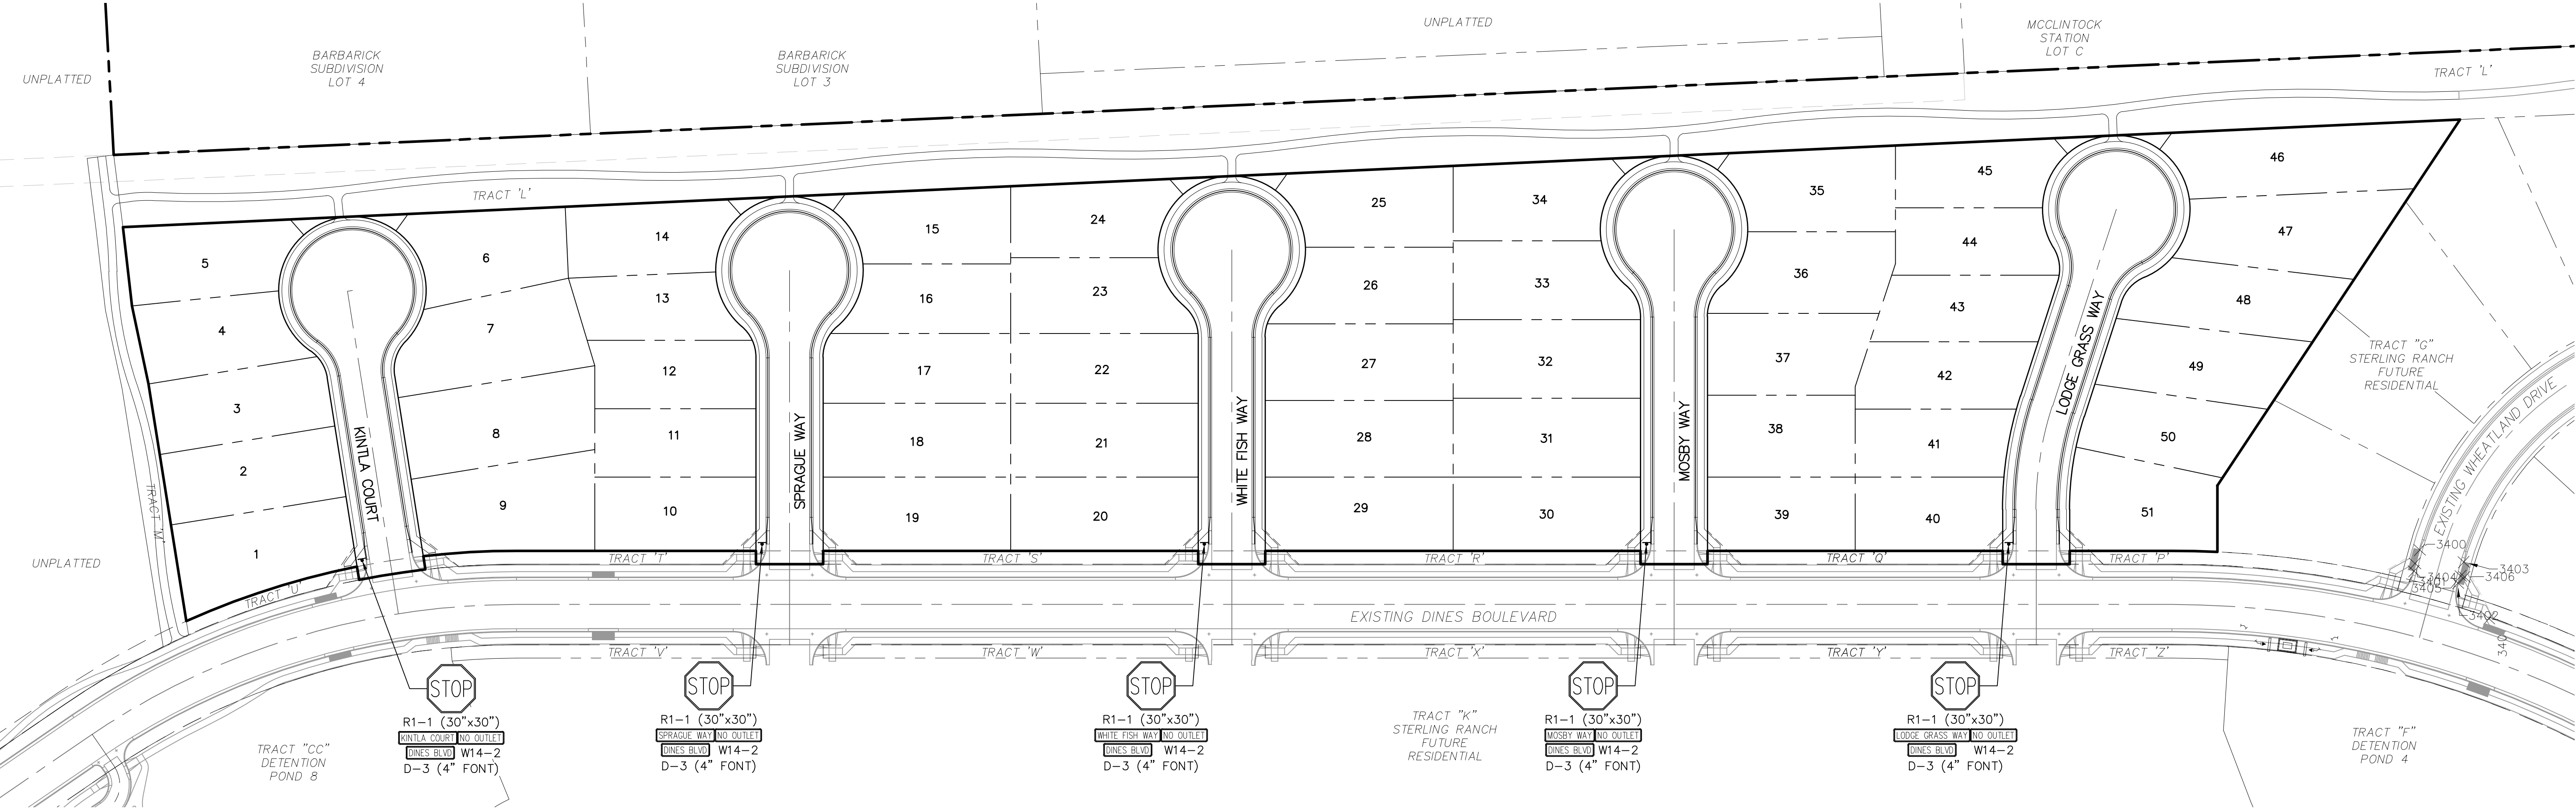 UNPLATTED
BARBARICK
SUBDIVISION
LOT 4
BARBARICK
SUBDIVISION
LOT 3
UNPLATTED
MCCLINTOCK
STATION
LOT C
TRACT 'L'
TRACT 'L'
5
4
3
2
1
KINTLA COURT
6
7
8
9
14
13
12
11
10
SPRAGUE WAY
15
16
17
18
19
24
23
22
21
20
WHITE FISH WAY
25
26
27
28
29
34
33
32
31
30
MOSBY WAY
35
36
37
38
39
45
44
43
42
41
40
LODGE GRASS WAY
46
47
48
49
50
51
TRACT "G"
STERLING RANCH
FUTURE
RESIDENTIAL
EXISTING WHEATLAND DRIVE
TRACT 'M'
UNPLATTED
TRACT 'U'
TRACT 'T'
TRACT 'S'
TRACT 'R'
TRACT 'Q'
TRACT 'P'
3400
3403
3404
3406
3405
3402
EXISTING DINES BOULEVARD
TRACT 'V'
TRACT 'W'
TRACT 'X'
TRACT 'Y'
TRACT 'Z'
STOP
R1-1 (30"x30")
KINTLA COURT NO OUTLET
DINES BLVD W14-2
D-3 (4" FONT)
STOP
R1-1 (30"x30")
SPRAGUE WAY NO OUTLET
DINES BLVD W14-2
D-3 (4" FONT)
STOP
R1-1 (30"x30")
WHITE FISH WAY NO OUTLET
DINES BLVD W14-2
D-3 (4" FONT)
STOP
R1-1 (30"x30")
MOSBY WAY NO OUTLET
DINES BLVD W14-2
D-3 (4" FONT)
STOP
R1-1 (30"x30")
LODGE GRASS WAY NO OUTLET
DINES BLVD W14-2
D-3 (4" FONT)
TRACT "CC"
DETENTION
POND 8
TRACT "K"
STERLING RANCH
FUTURE
RESIDENTIAL
TRACT "F"
DETENTION
POND 4